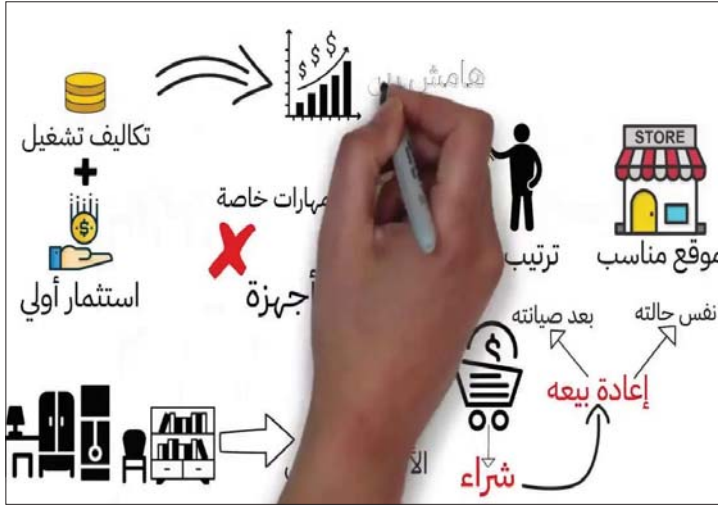 هامش
تكاليف تشغيل
+
STORE
مهارات خاصة
ترتيب
موقع مناسب
استثمار أولي
أجهزة
بعد صيانته
نفس حالته
إعادة بيعه
شراء